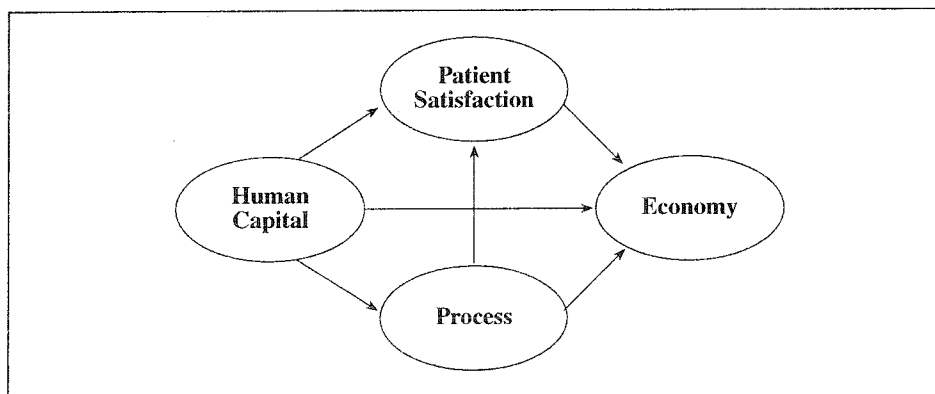 Patient
Satisfaction
Human
Capital
Economy
Process